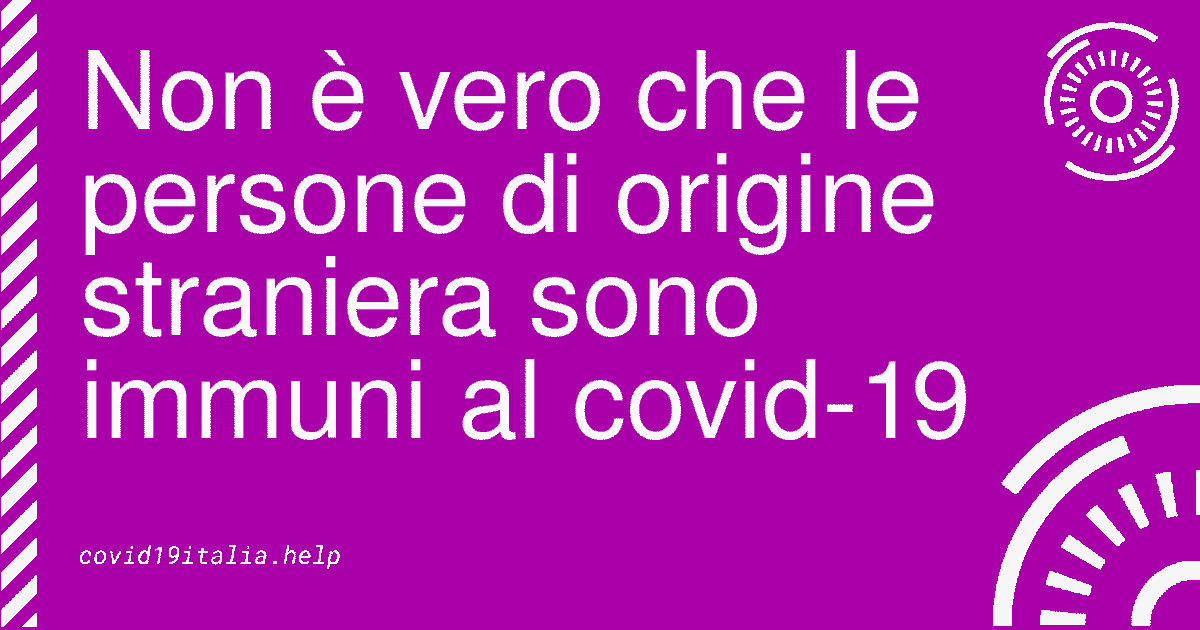 Non è vero che le
persone di origine
straniera sono
immuni al covid-19
covid19italia.help